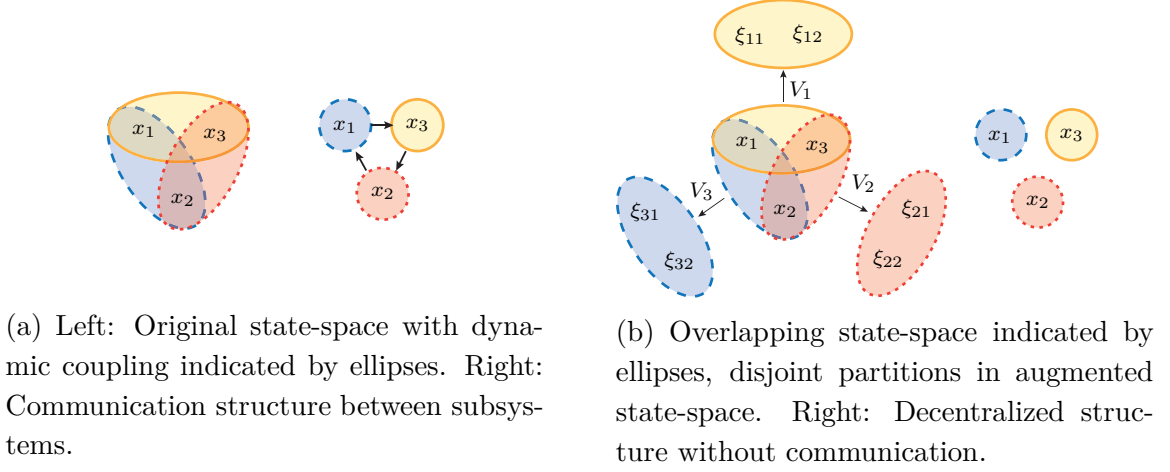 x₁ x₃
x₂
x₁ x₃
x₂
(a) Left: Original state-space with dyna-
mic coupling indicated by ellipses. Right:
Communication structure between subsys-
tems.
ξ₁₁ ξ₁₂
V₁
x₁ x₃
x₂
V₃ V₂
ξ₃₁
ξ₃₂
ξ₂₁
ξ₂₂
x₁ x₃
x₂
(b) Overlapping state-space indicated by
ellipses, disjoint partitions in augmented
state-space. Right: Decentralized struc-
ture without communication.